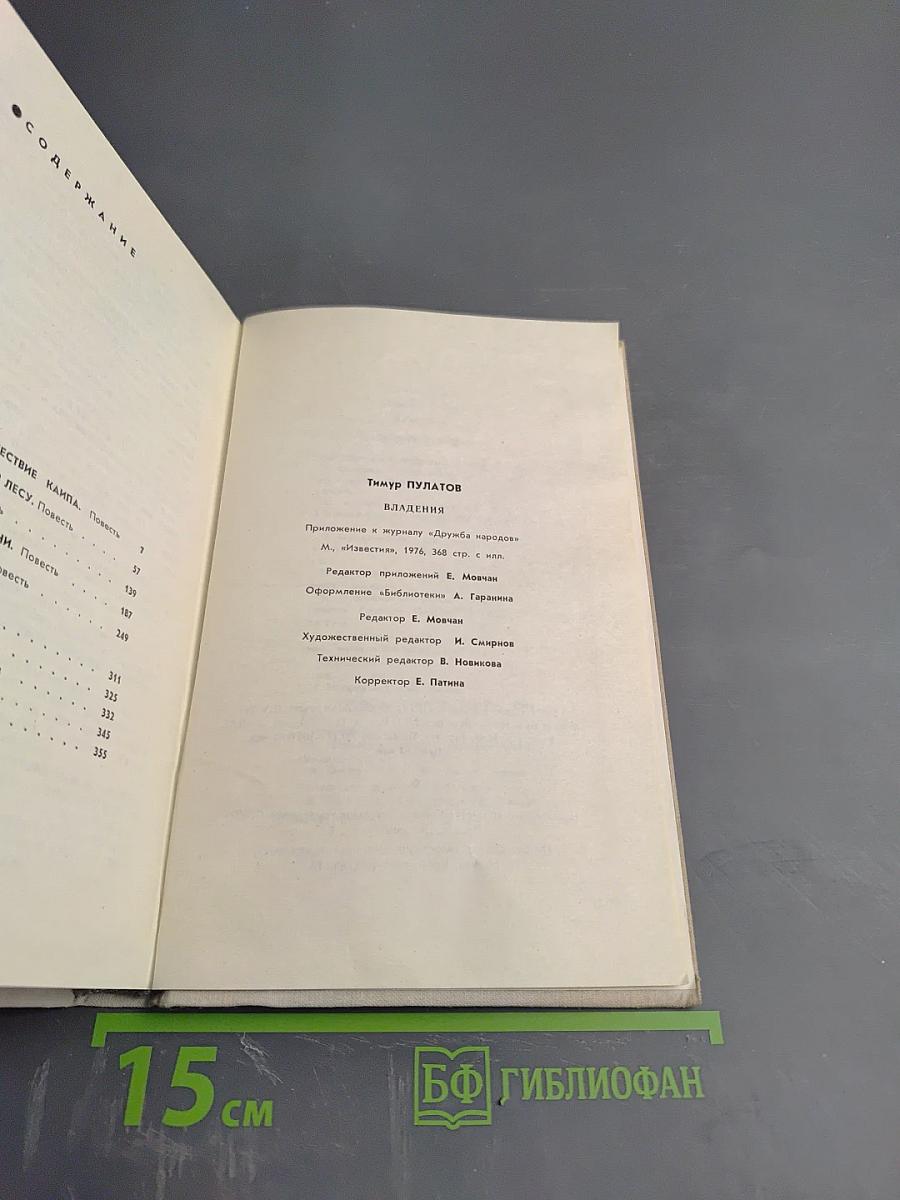 СОДЕРЖАНИЕ
ЕСТВИЕ КАИПА. Повесть 7
ЛЕСУ. Повесть . . . 57
. . . . . 139
НИ. Повесть . . . . 187
овесть . . . . . 249
. . . . . . 311
. . . . . . 325
. . . . . . 332
. . . . . . 345
. . . . . . 355
Тимур ПУЛАТОВ
ВЛАДЕНИЯ
Приложение к журналу «Дружба народов»
М., «Известия», 1976, 368 стр. с илл.
Редактор приложений Е. Мовчан
Оформление «Библиотеки» А. Гаранина
Редактор Е. Мовчан
Художественный редактор И. Смирнов
Технический редактор В. Новикова
Корректор Е. Патина
15 см
БФ ГИБЛИОФАН